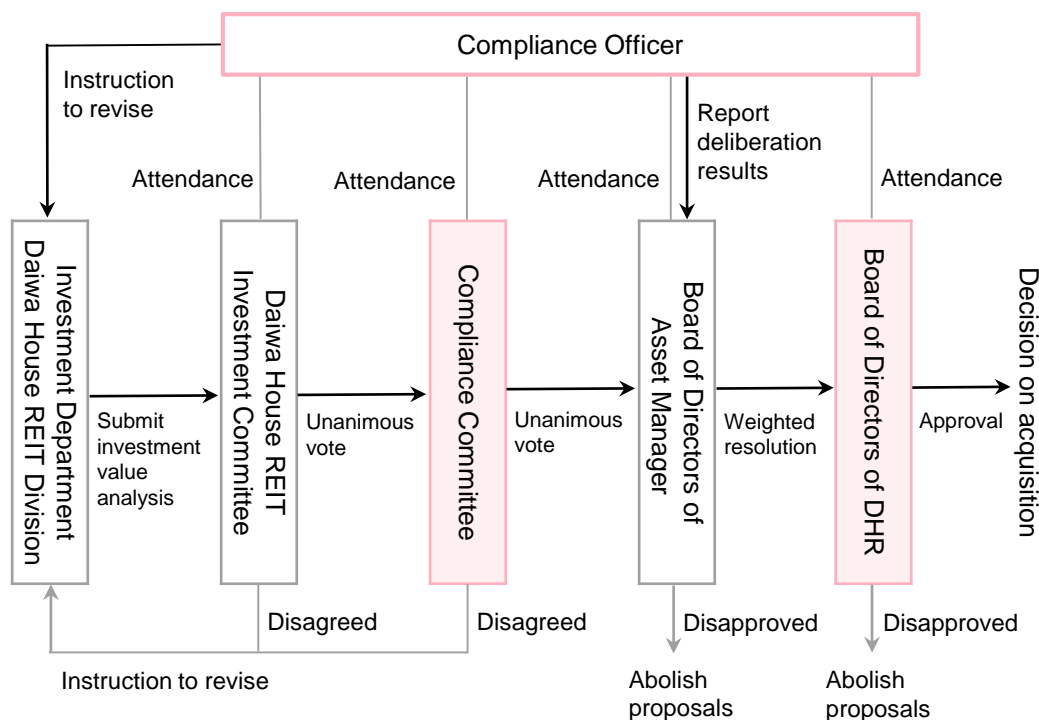 Compliance Officer
Instruction
to revise
Report
deliberation
results
Attendance
Attendance
Attendance
Attendance
Investment Department
Daiwa House REIT Division
Submit
investment
value
analysis
Daiwa House REIT
Investment Committee
Unanimous
vote
Compliance Committee
Unanimous
vote
Board of Directors of
Asset Manager
Weighted
resolution
Board of Directors of DHR
Approval
Decision on acquisition
Disagreed
Disagreed
Disapproved
Disapproved
Instruction to revise
Abolish
proposals
Abolish
proposals